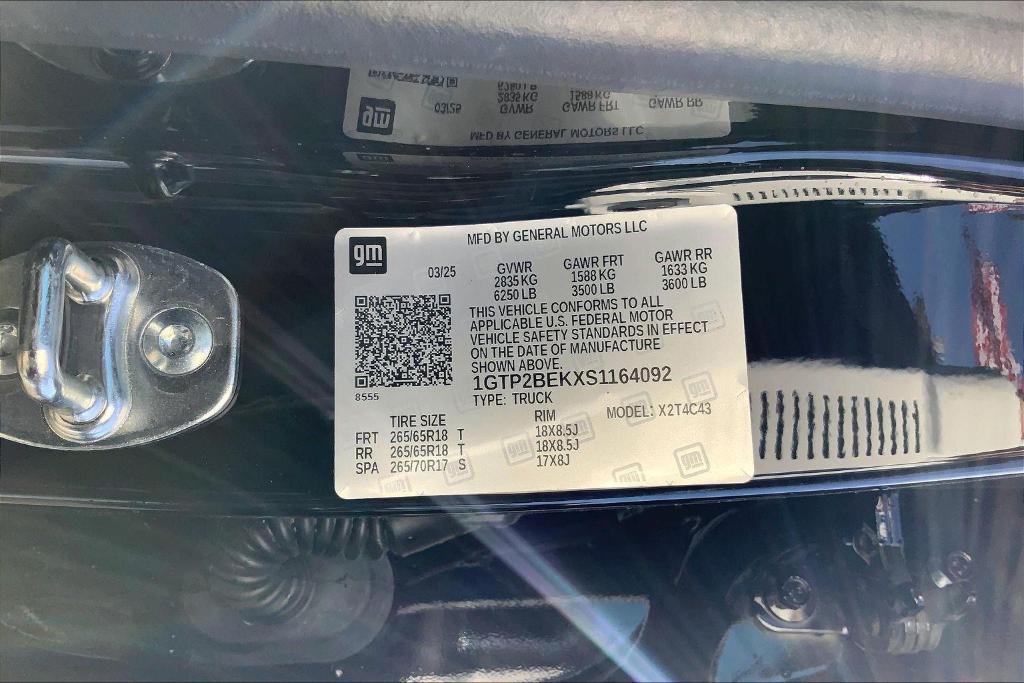 gm
MFD BY GENERAL MOTORS LLC
03/25
GVWR GAWR FRT GAWR RR
2835 KG 1588 KG 1633 KG
6250 LB 3500 LB 3600 LB
THIS VEHICLE CONFORMS TO ALL
APPLICABLE U.S. FEDERAL MOTOR
VEHICLE SAFETY STANDARDS IN EFFECT
ON THE DATE OF MANUFACTURE
SHOWN ABOVE.
1GTP2BEKXS1164092
8555
TYPE: TRUCK
MODEL: X2T4C43
TIRE SIZE RIM
FRT 265/65R18 T 18X8.5J
RR 265/65R18 T 18X8.5J
SPA 265/70R17 S 17X8J